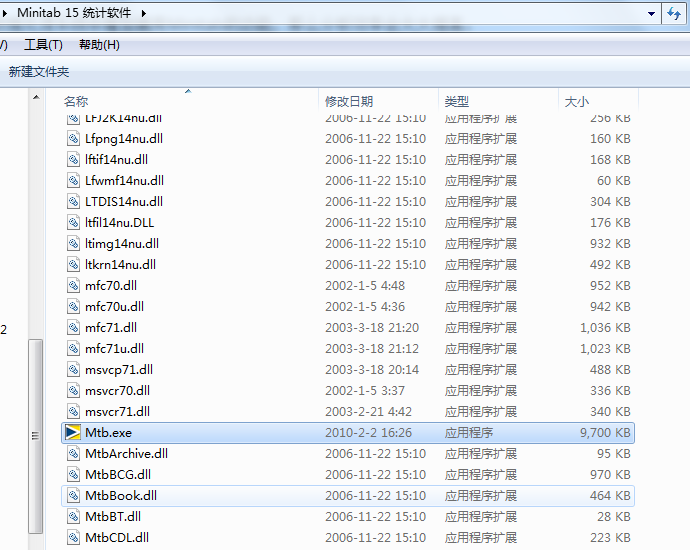 Minitab 15 统计软件
V) 工具(T) 帮助(H)
新建文件夹
名称 修改日期 类型 大小
LFJ2K14nu.dll 2006-11-22 15:10 应用程序扩展 256 KB
Lfpng14nu.dll 2006-11-22 15:10 应用程序扩展 160 KB
lftif14nu.dll 2006-11-22 15:10 应用程序扩展 168 KB
Lfwmf14nu.dll 2006-11-22 15:10 应用程序扩展 60 KB
LTDIS14nu.dll 2006-11-22 15:10 应用程序扩展 304 KB
ltfil14nu.DLL 2006-11-22 15:10 应用程序扩展 176 KB
ltimg14nu.dll 2006-11-22 15:10 应用程序扩展 932 KB
ltkrn14nu.dll 2006-11-22 15:10 应用程序扩展 492 KB
mfc70.dll 2002-1-5 4:48 应用程序扩展 952 KB
mfc70u.dll 2002-1-5 4:36 应用程序扩展 942 KB
2
mfc71.dll 2003-3-18 21:20 应用程序扩展 1,036 KB
mfc71u.dll 2003-3-18 21:12 应用程序扩展 1,023 KB
msvcp71.dll 2003-3-18 20:14 应用程序扩展 488 KB
msvcr70.dll 2002-1-5 3:37 应用程序扩展 336 KB
msvcr71.dll 2003-2-21 4:42 应用程序扩展 340 KB
Mtb.exe 2010-2-2 16:26 应用程序 9,700 KB
MtbArchive.dll 2006-11-22 15:10 应用程序扩展 95 KB
MtbBCG.dll 2006-11-22 15:10 应用程序扩展 970 KB
MtbBook.dll 2006-11-22 15:10 应用程序扩展 464 KB
MtbBT.dll 2006-11-22 15:10 应用程序扩展 28 KB
MtbCDL.dll 2006-11-22 15:10 应用程序扩展 223 KB